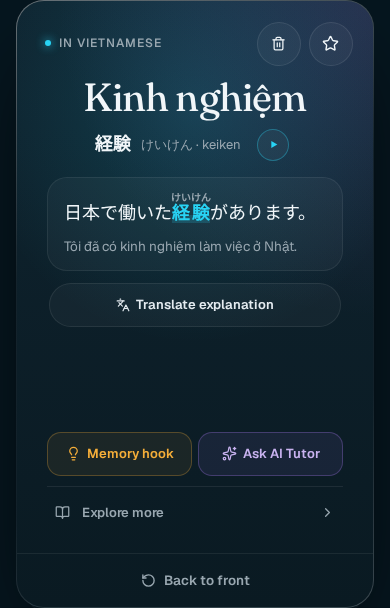 IN VIETNAMESE
Kinh nghiệm
経験 けいけん · keiken
けいけん
日本で働いた経験があります。
Tôi đã có kinh nghiệm làm việc ở Nhật.
Translate explanation
Memory hook
Ask AI Tutor
Explore more
Back to front